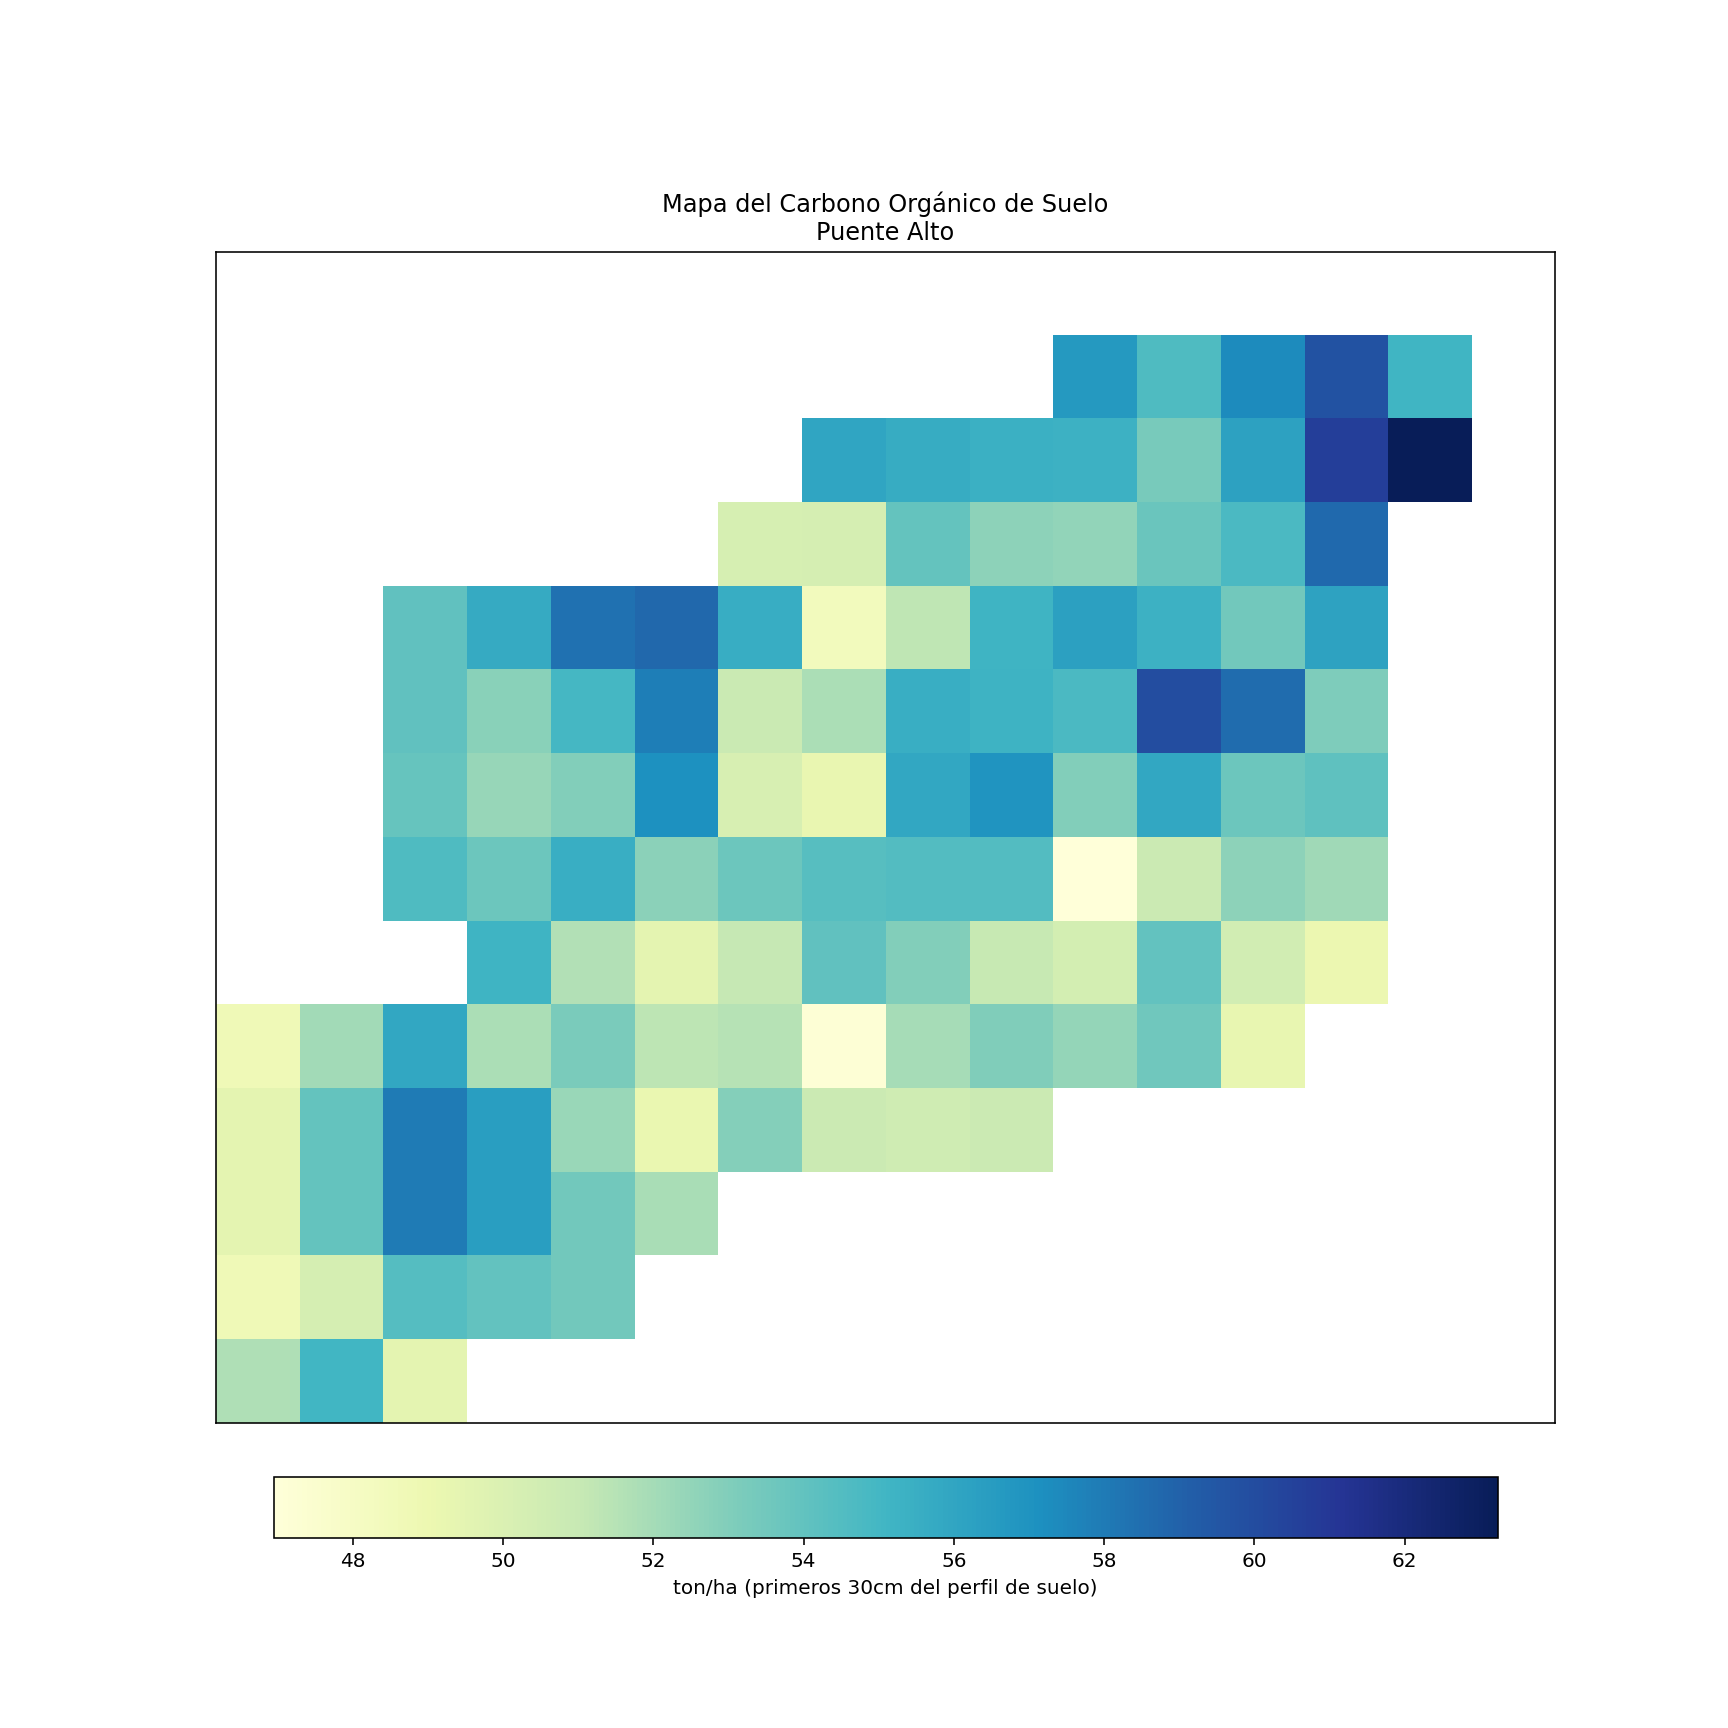 Mapa del Carbono Orgánico de Suelo
Puente Alto
48 50 52 54 56 58 60 62
ton/ha (primeros 30cm del perfil de suelo)